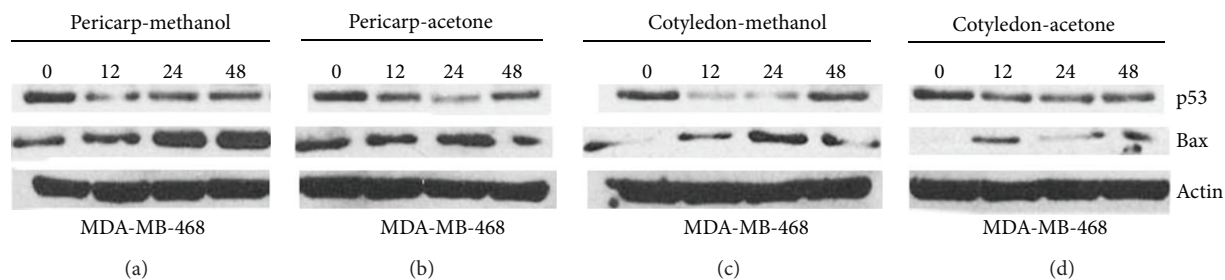 Pericarp-methanol Pericarp-acetone Cotyledon-methanol Cotyledon-acetone
0 12 24 48 0 12 24 48 0 12 24 48 0 12 24 48
p53
Bax
Actin
MDA-MB-468 MDA-MB-468 MDA-MB-468 MDA-MB-468
(a) (b) (c) (d)